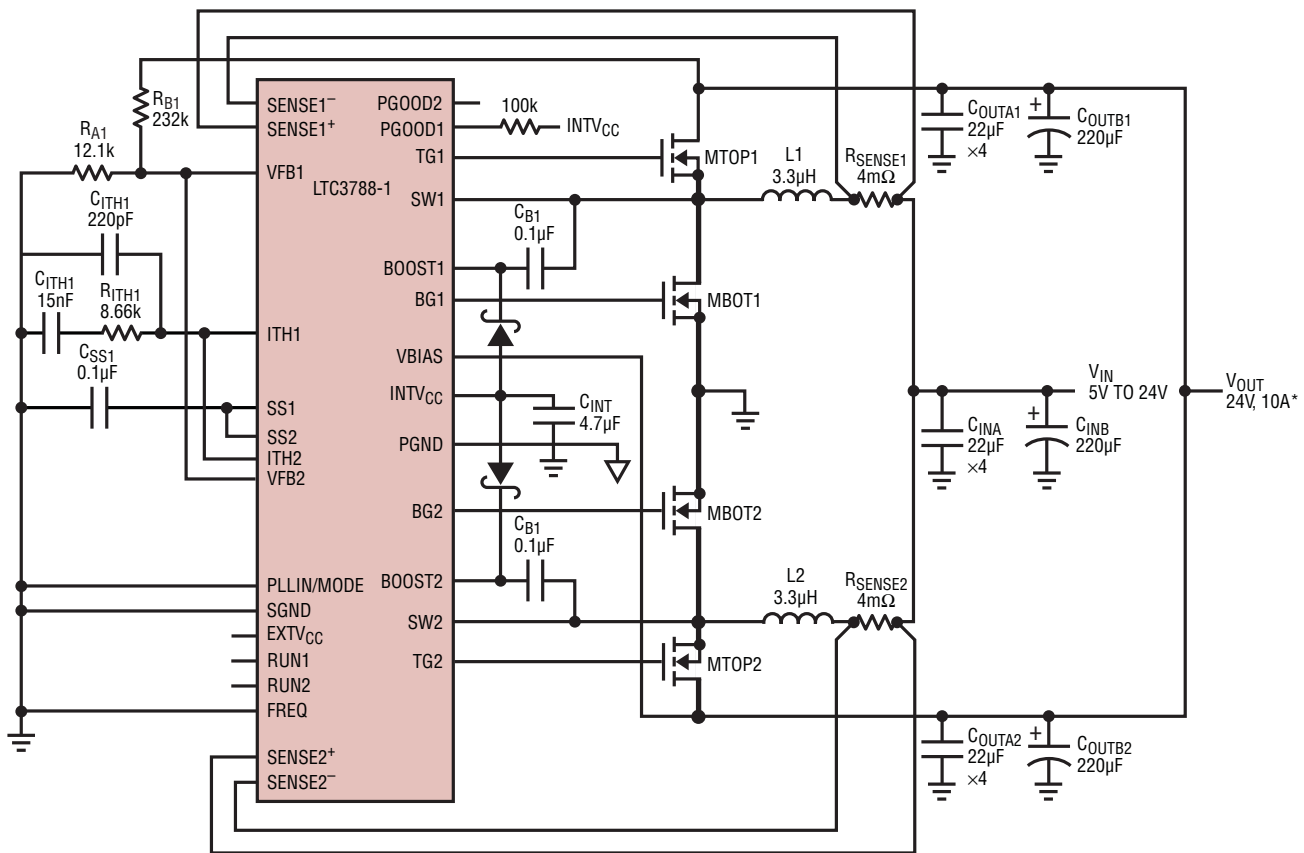 SENSE1–
SENSE1+
VFB1
ITH1
SS1
SS2
ITH2
VFB2
PLLIN/MODE
SGND
EXTVCC
RUN1
RUN2
FREQ
SENSE2+
SENSE2–
LTC3788-1
PGOOD2
PGOOD1
TG1
SW1
BOOST1
BG1
VBIAS
INTVCC
PGND
BG2
BOOST2
SW2
TG2
RB1
232k
RA1
12.1k
CITH1
220pF
CITH1
15nF
RITH1
8.66k
CSS1
0.1µF
100k
INTVCC
CB1
0.1µF
CINT
4.7µF
CB1
0.1µF
MTOP1
MBOT1
MBOT2
MTOP2
L1
3.3µH
RSENSE1
4mΩ
L2
3.3µH
RSENSE2
4mΩ
COUTA1
22µF
×4
+
COUTB1
220µF
VIN
5V TO 24V
VOUT
24V, 10A*
CINA
22µF
×4
+
CINB
220µF
COUTA2
22µF
×4
+
COUTB2
220µF